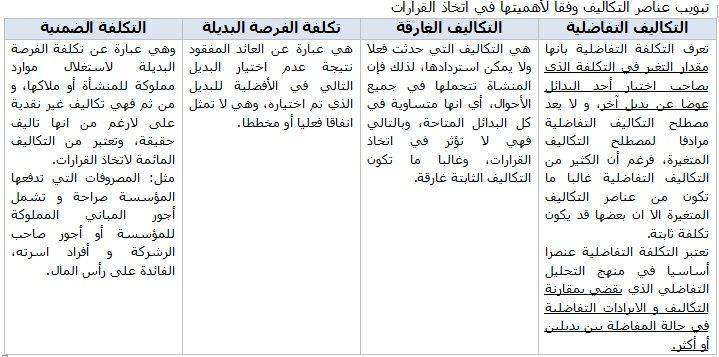 تبويب عناصر التكاليف وفقا لأهميتها في اتخاذ القرارات
التكاليف التفاضلية
تعرف التكلفة التفاضلية بانها
مقدار التغير في التكلفة الذي
يصاحب اختيار أحد البدائل
عوضا عن بديل آخر، و لا يعد
مصطلح التكاليف التفاضلية
مرادفا لمصطلح التكاليف
المتغيرة، فرغم أن الكثير من
التكاليف التفاضلية غالبا ما
تكون من عناصر التكاليف
المتغيرة الا ان بعضها قد يكون
تكلفة ثابتة.
تعتبر التكلفة التفاضلية عنصرا
أساسيا في منهج التحليل
التفاضلي الذي يقضي بمقارنة
التكاليف و الايرادات التفاضلية
في حالة المفاضلة بين بديلين
أو أكثر.
التكاليف الغارقة
هي التكاليف التي حدثت فعلا
ولا يمكن استردادها، لذلك فإن
المنشاة تتحملها في جميع
الأحوال، أي انها متساوية في
كل البدائل المتاحة، وبالتالي
فهي لا تؤثر في اتخاذ
القرارات، وغالبا ما تكون
التكاليف الثابتة غارقة.
تكلفة الفرصة البديلة
هي عبارة عن العائد المفقود
نتيجة عدم اختيار البديل
التالي في الأفضلية للبديل
الذي تم اختياره، وهي لا تمثل
انفاقا فعليا أو مخططا.
التكلفة الضمنية
وهي عبارة عن تكلفة الفرصة
البديلة لاستغلال موارد
مملوكة للمنشأة أو ملاكها، و
من ثم فهي تكاليف غير نقدية
على لارغم من انها تاليف
حقيقة، وتعتبر من التكاليف
المائمة لاتخاذ القرارات.
مثل: المصروفات التي تدفعها
المؤسسة صراحة و تشمل
أجور المباني المملوكة
للمؤسسة أو أجور صاحب
الرشركة و أفراد اسرته،
الفائدة على رأس المال.